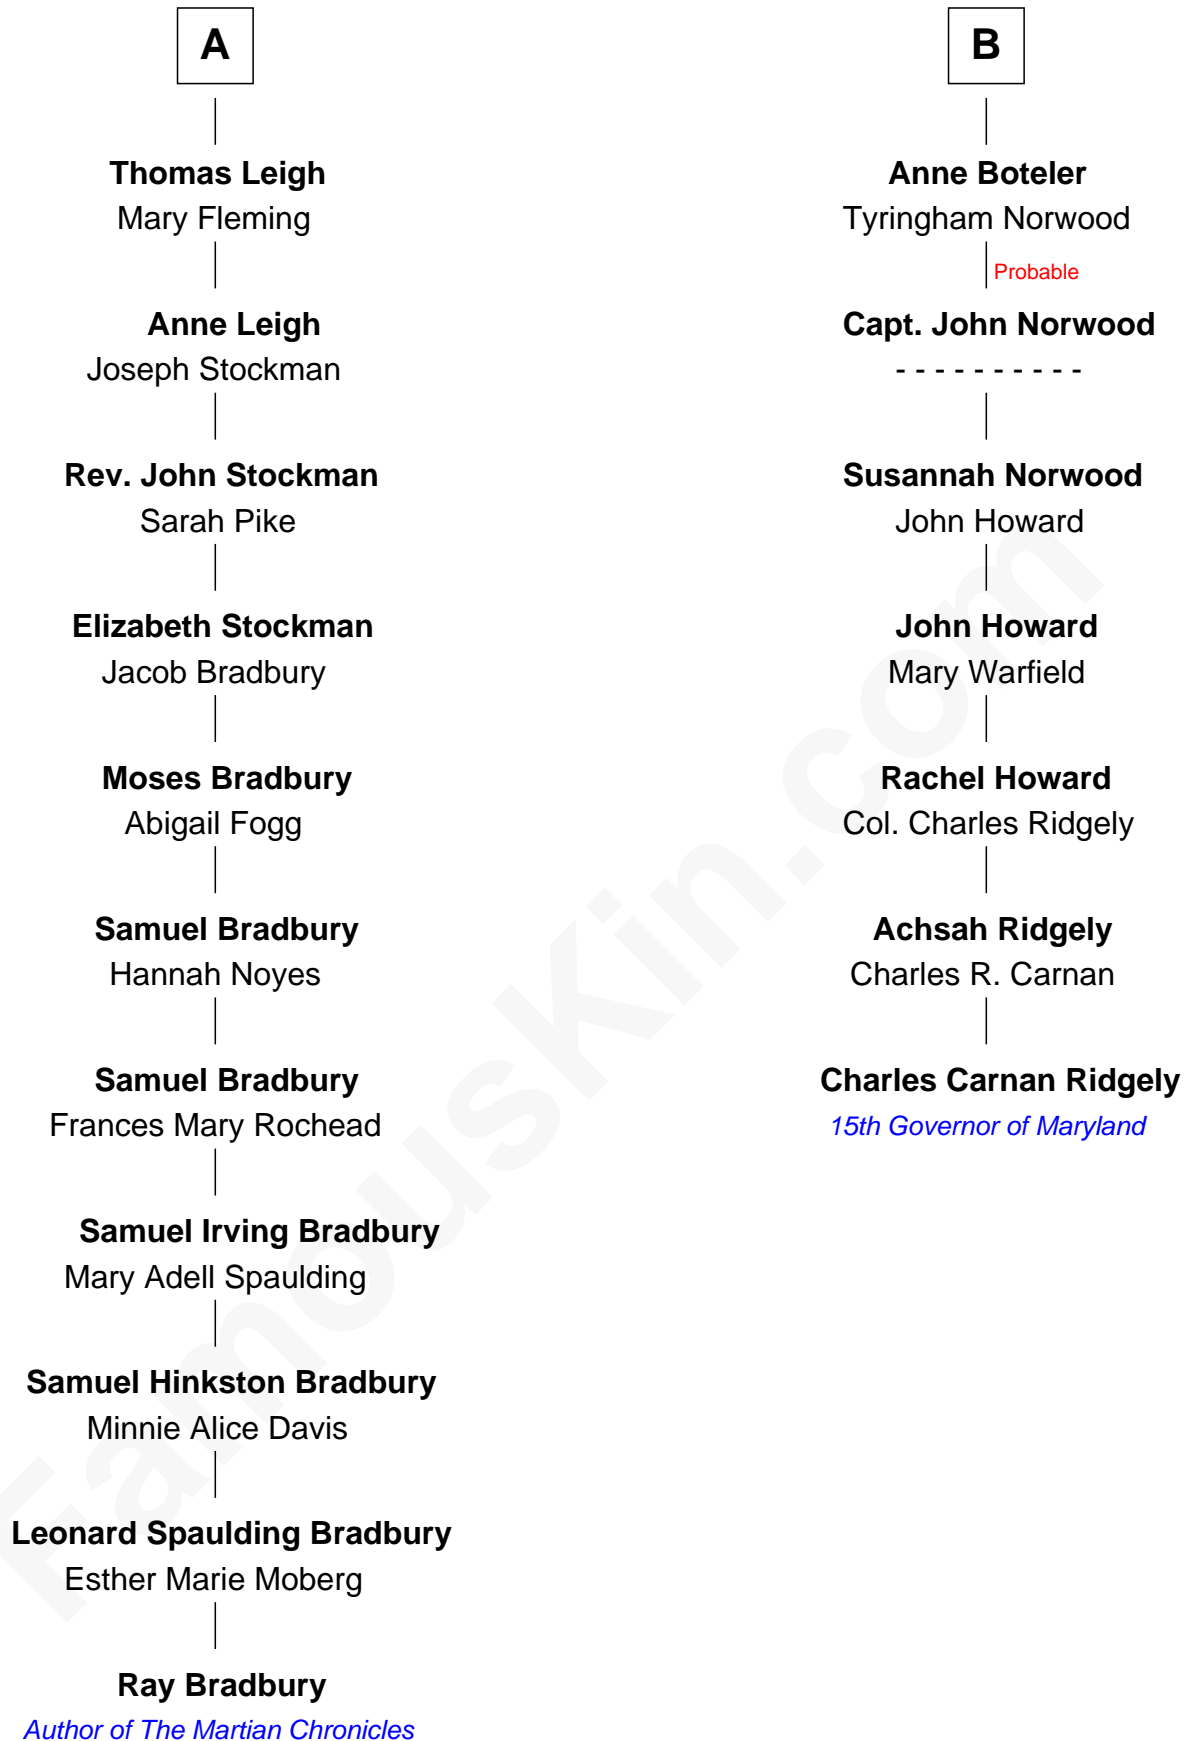 A
Thomas Leigh
Mary Fleming
Anne Leigh
Joseph Stockman
Rev. John Stockman
Sarah Pike
Elizabeth Stockman
Jacob Bradbury
Moses Bradbury
Abigail Fogg
Samuel Bradbury
Hannah Noyes
Samuel Bradbury
Frances Mary Rochead
Samuel Irving Bradbury
Mary Adell Spaulding
Samuel Hinkston Bradbury
Minnie Alice Davis
Leonard Spaulding Bradbury
Esther Marie Moberg
Ray Bradbury
Author of The Martian Chronicles
B
Anne Boteler
Tyringham Norwood
Probable
Capt. John Norwood
- - - - - - - - - -
Susannah Norwood
John Howard
John Howard
Mary Warfield
Rachel Howard
Col. Charles Ridgely
Achsah Ridgely
Charles R. Carnan
Charles Carnan Ridgely
15th Governor of Maryland
FamousKin.com